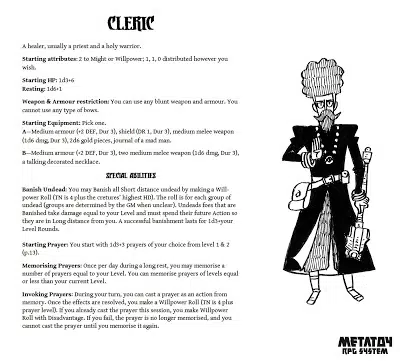 CLERIC
A healer, usually a priest and a holy warrior.
Starting attributes: 2 to Might or Willpower; 1, 1, 0 distributed however you
wish.
Starting HP: 1d3+6
Resting: 1d6+1
Weapon & Armour restriction: You can use any blunt weapon and armour. You
cannot use any type of bows.
Starting Equipment: Pick one.
A—Medium armour (+2 DEF, Dur 3), shield (DR 1, Dur 3), medium melee weapon
(1d6 dmg, Dur 3), 2d6 gold pieces, journal of a mad man.
B—Medium armour (+2 DEF, Dur 3), two medium melee weapon (1d6 dmg, Dur 3),
a talking decorated necklace.
SPECIAL ABILITIES
Banish Undead: You may Banish all Short distance undead by making a Will-
power Roll (TN is 4 plus the cretures' highest HD). The roll is for each group of
undead (groups are determined by the GM when unclear). Undeads fees that are
Banished take damage equal to your Level and must spend their future Action so
they are in Long distance from you. A successful banishment lasts for 1d3+your
Level Rounds.
Starting Prayer: You start with 1d3+3 prayers of your choice from level 1 & 2
(p.13).
Memorising Prayers: Once per day during a long rest, you may memorise a
number of prayers equal to your Level. You can memorise prayers of levels equal
or less than your current Level.
Invoking Prayers: During your turn, you can cast a prayer as an action from
memory. Once the effects are resolved, you make a Willpower Roll (TN is 4 plus
prayer level). If you already cast the prayer this session, you make Willpower
Roll with Disadvantage. If you fail, the prayer is no longer memorised, and you
cannot cast the prayer until you memorise it again.
METATOY
RPG SYSTEM